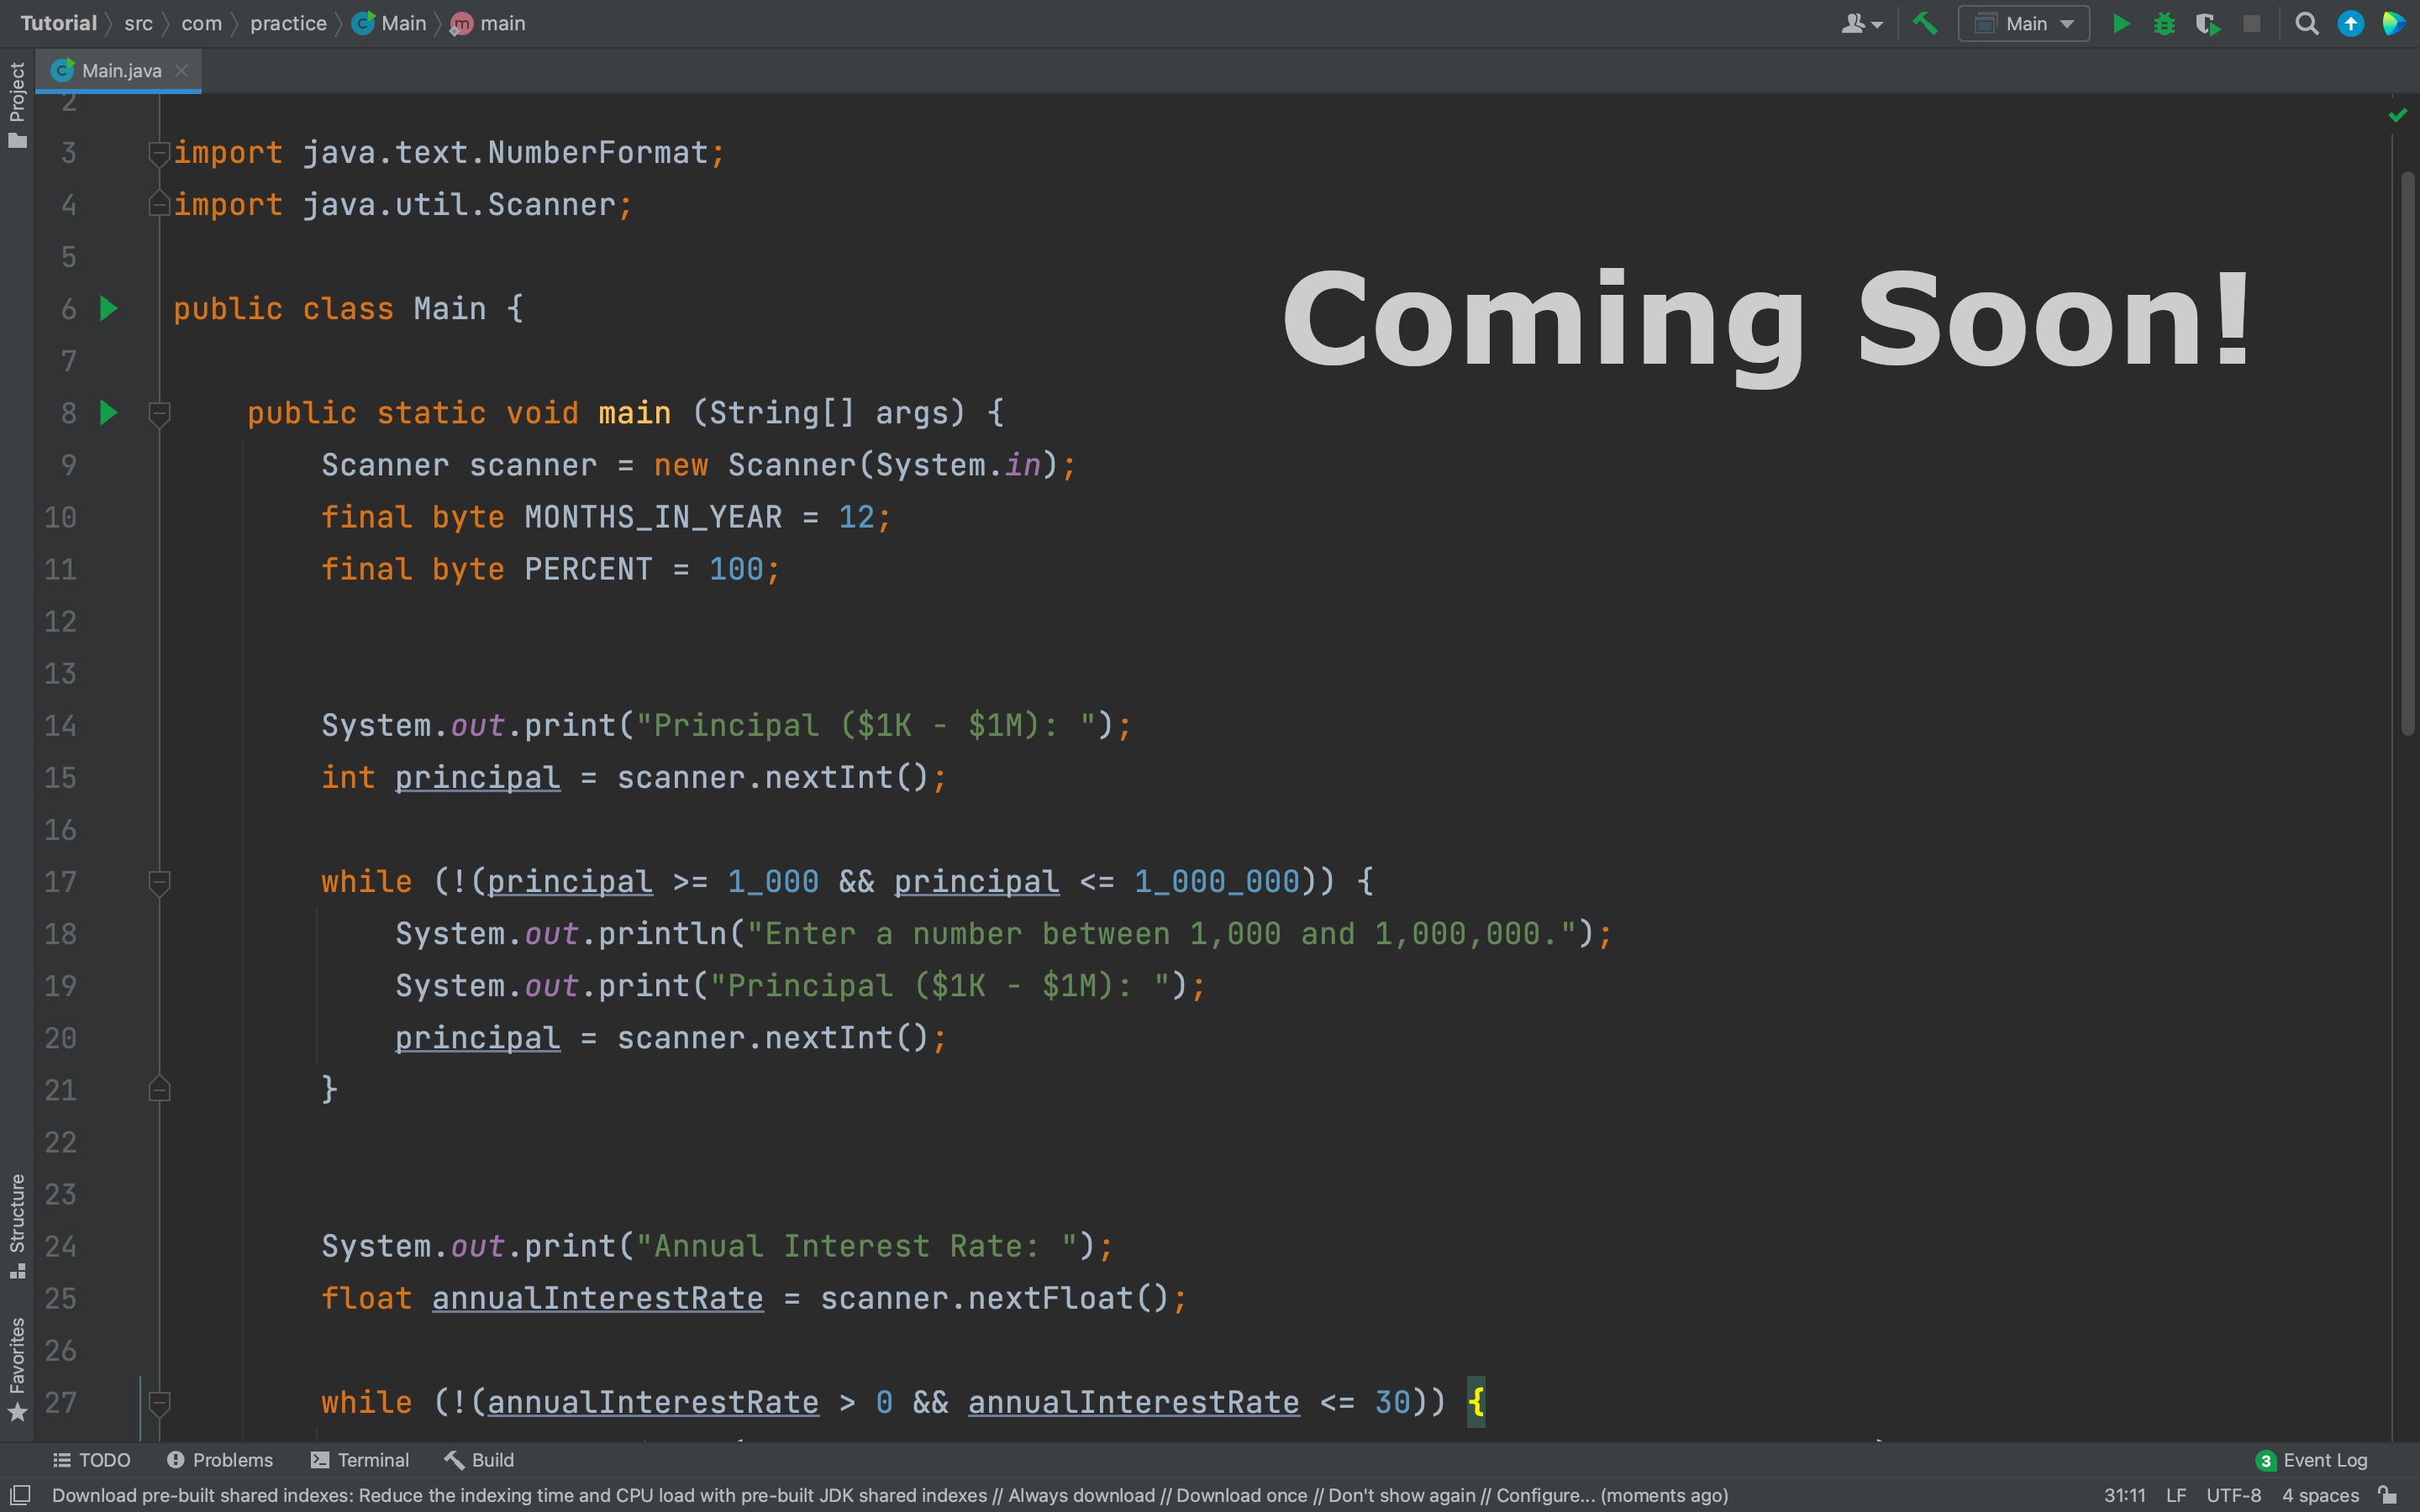 Tutorial src com practice Main main
Main
Project
Main.java
2
3 import java.text.NumberFormat;
4 import java.util.Scanner;
5
Coming Soon!
6 public class Main {
7
8     public static void main (String[] args) {
9         Scanner scanner = new Scanner(System.in);
10         final byte MONTHS_IN_YEAR = 12;
11         final byte PERCENT = 100;
12
13
14         System.out.print("Principal ($1K - $1M): ");
15         int principal = scanner.nextInt();
16
17         while (!(principal >= 1_000 && principal <= 1_000_000)) {
18             System.out.println("Enter a number between 1,000 and 1,000,000.");
19             System.out.print("Principal ($1K - $1M): ");
20             principal = scanner.nextInt();
21         }
22
23
24         System.out.print("Annual Interest Rate: ");
25         float annualInterestRate = scanner.nextFloat();
26
27         while (!(annualInterestRate > 0 && annualInterestRate <= 30)) {
Structure
Favorites
TODO Problems Terminal Build 3 Event Log
Download pre-built shared indexes: Reduce the indexing time and CPU load with pre-built JDK shared indexes // Always download // Download once // Don't show again // Configure... (moments ago) 31:11 LF UTF-8 4 spaces